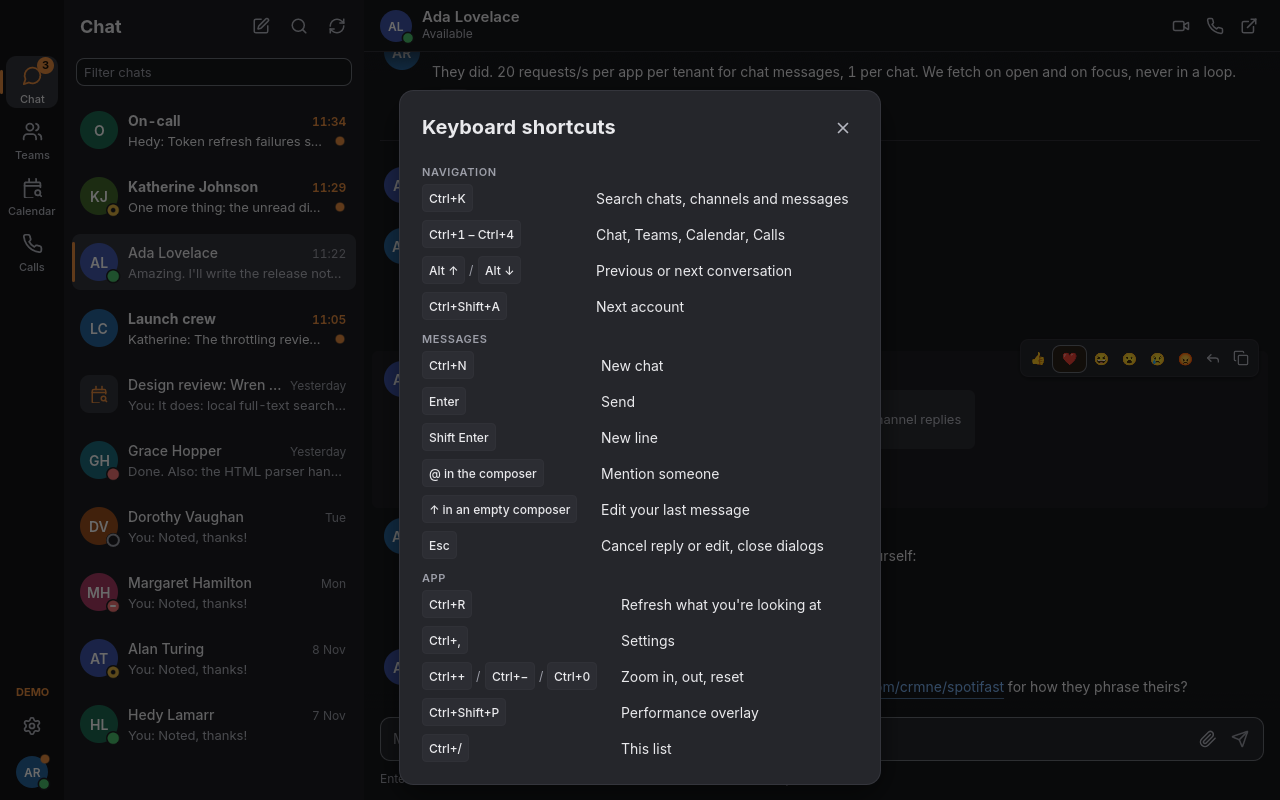 3
Chat
Teams
Calendar
Calls
DEMO
AR
Chat
Filter chats
O
On-call
11:34
Hedy: Token refresh failures s...
KJ
Katherine Johnson
11:29
One more thing: the unread di...
AL
Ada Lovelace
11:22
Amazing. I'll write the release not...
LC
Launch crew
11:05
Katherine: The throttling revie...
Design review: Wren ...
Yesterday
You: It does: local full-text search...
GH
Grace Hopper
Yesterday
Done. Also: the HTML parser han...
DV
Dorothy Vaughan
Tue
You: Noted, thanks!
MH
Margaret Hamilton
Mon
You: Noted, thanks!
AT
Alan Turing
8 Nov
You: Noted, thanks!
HL
Hedy Lamarr
7 Nov
You: Noted, thanks!
AL
Ada Lovelace
Available
AR
They did. 20 requests/s per app per tenant for chat messages, 1 per chat. We fetch on open and on focus, never in a loop.
Keyboard shortcuts
NAVIGATION
Ctrl+K Search chats, channels and messages
Ctrl+1 – Ctrl+4 Chat, Teams, Calendar, Calls
Alt ↑ / Alt ↓ Previous or next conversation
Ctrl+Shift+A Next account
MESSAGES
Ctrl+N New chat
Enter Send
Shift Enter New line
@ in the composer Mention someone
↑ in an empty composer Edit your last message
Esc Cancel reply or edit, close dialogs
APP
Ctrl+R Refresh what you're looking at
Ctrl+, Settings
Ctrl++ / Ctrl+− / Ctrl+0 Zoom in, out, reset
Ctrl+Shift+P Performance overlay
Ctrl+/ This list
replies
om/crmne/spotifast for how they phrase theirs?